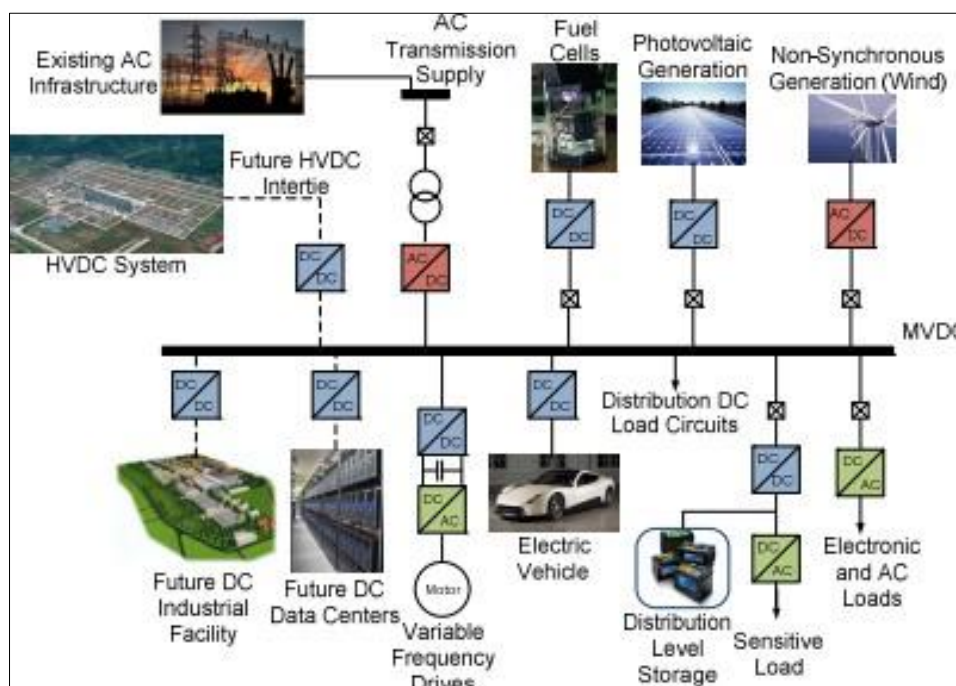 Existing AC
Infrastructure
AC
Transmission
Supply
Fuel
Cells
Photovoltaic
Generation
Non-Synchronous
Generation (Wind)
Future HVDC
Intertie
HVDC System
DC
DC
AC
DC
DC
DC
DC
DC
AC
DC
MVDC
DC
DC
DC
DC
DC
DC
DC
DC
Distribution DC
Load Circuits
DC
AC
DC
DC
DC
AC
DC
AC
Motor
Future DC
Industrial
Facility
Future DC
Data Centers
Variable
Frequency
Drives
Electric
Vehicle
Distribution
Level
Storage
Sensitive
Load
Electronic
and AC
Loads